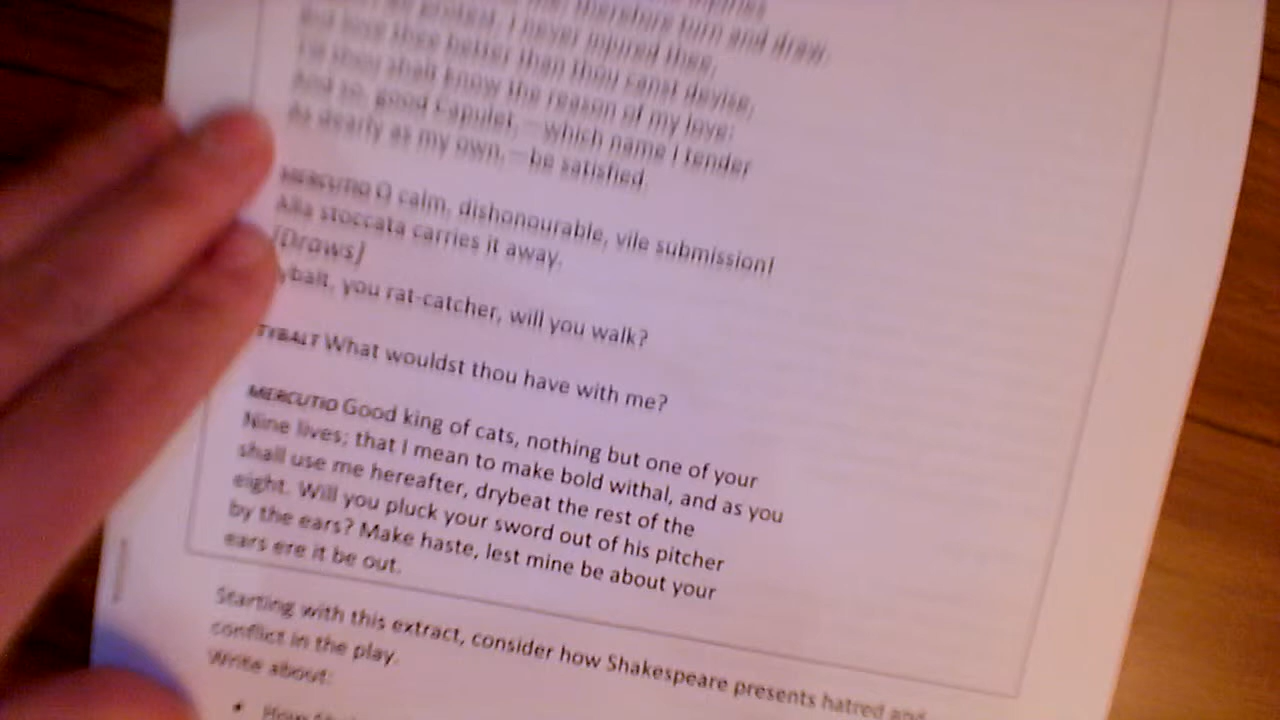 therefore turn and draw.
protest, I never injured thee,
But love thee better than thou canst devise,
Till thou shalt know the reason of my love:
And so, good Capulet,—which name I tender
As dearly as my own,—be satisfied.
MERCUTIO O calm, dishonourable, vile submission!
Alla stoccata carries it away.
[Draws]
ybalt, you rat-catcher, will you walk?
TYBALT What wouldst thou have with me?
MERCUTIO Good king of cats, nothing but one of your
Nine lives; that I mean to make bold withal, and as you
shall use me hereafter, drybeat the rest of the
eight. Will you pluck your sword out of his pitcher
by the ears? Make haste, lest mine be about your
ears ere it be out.
Starting with this extract, consider how Shakespeare presents hatred and
conflict in the play.
Write about: